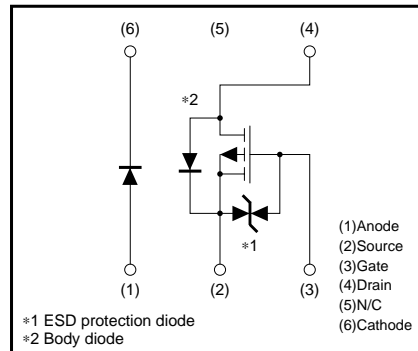 (6) (5) (4)
∗2
∗1
(1) (2) (3)
(1)Anode
(2)Source
(3)Gate
(4)Drain
(5)N/C
(6)Cathode
∗1 ESD protection diode
∗2 Body diode